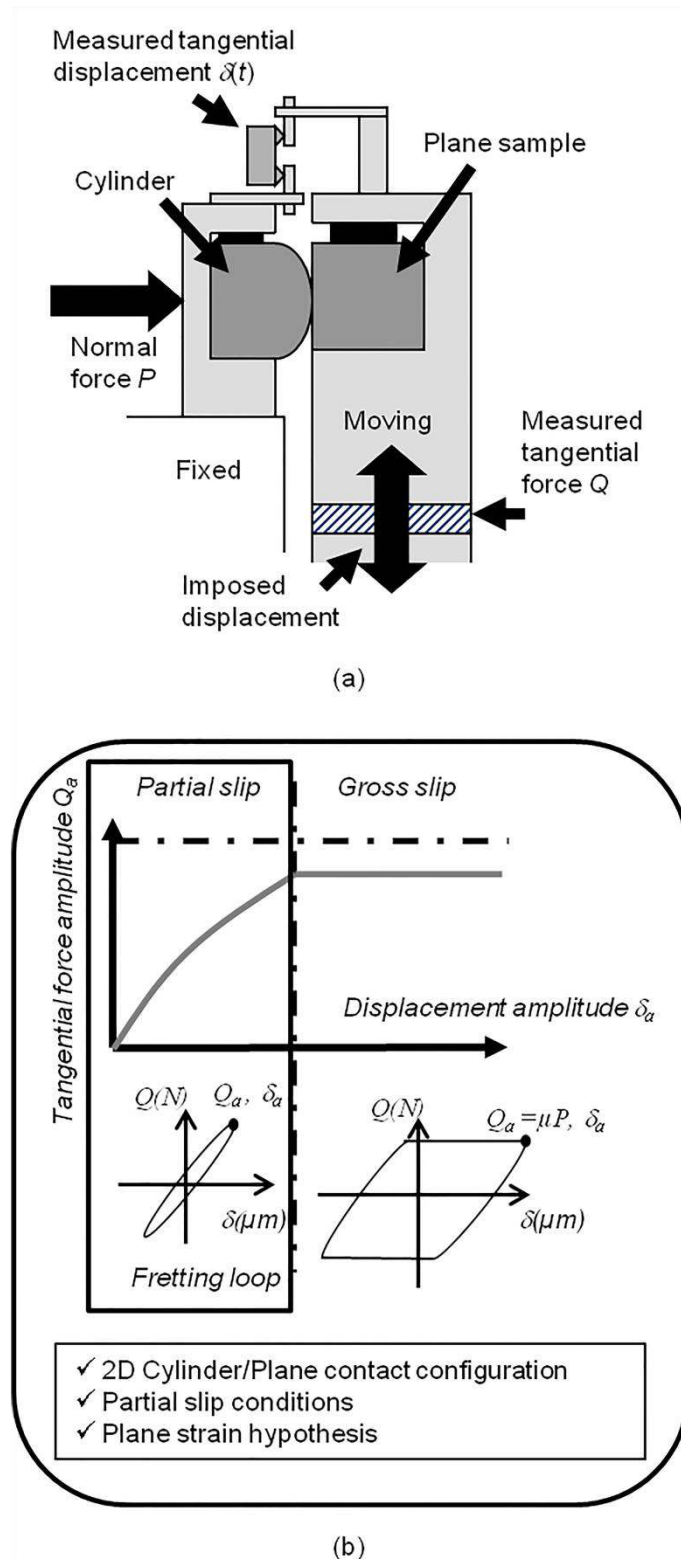 Measured tangential
displacement δ(t)
Plane sample
Cylinder
Normal
force P
Moving
Measured
tangential
force Q
Fixed
Imposed
displacement
(a)
Tangential force amplitude Qa
Partial slip
Gross slip
Displacement amplitude δa
Q(N)
Qa, δa
δ(μm)
Fretting loop
Q(N)
Qa=μP, δa
δ(μm)
✓ 2D Cylinder/Plane contact configuration
✓ Partial slip conditions
✓ Plane strain hypothesis
(b)